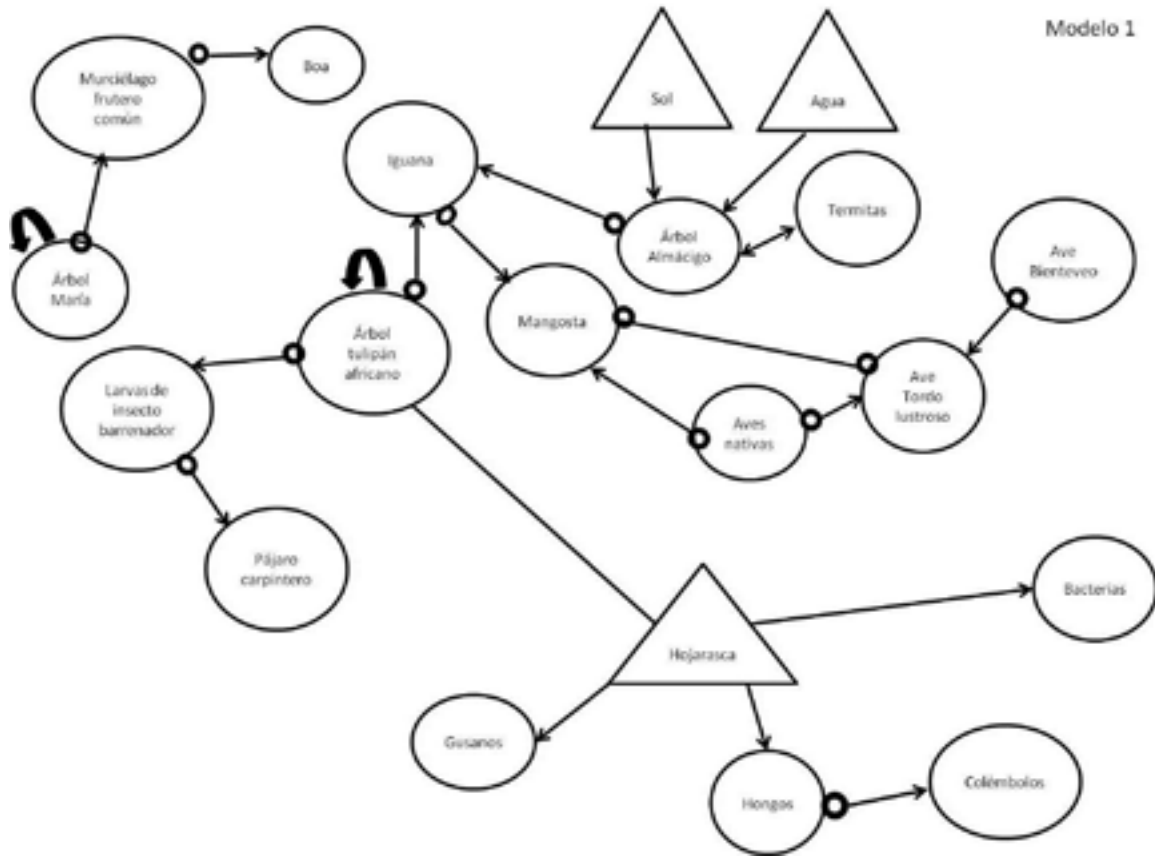 Modelo 1
Murciélago
frutero
común
Boa
Sol
Agua
Iguana
Termitas
Árbol
Almácigo
Ave
Bienteveo
Árbol
María
Mangosta
Árbol
tulipán
africano
Ave
Tordo
lustroso
Larvas de
insecto
barrenador
Aves
nativas
Pájaro
carpintero
Bacterias
Hojarasca
Gusanos
Hongos
Colémbolos